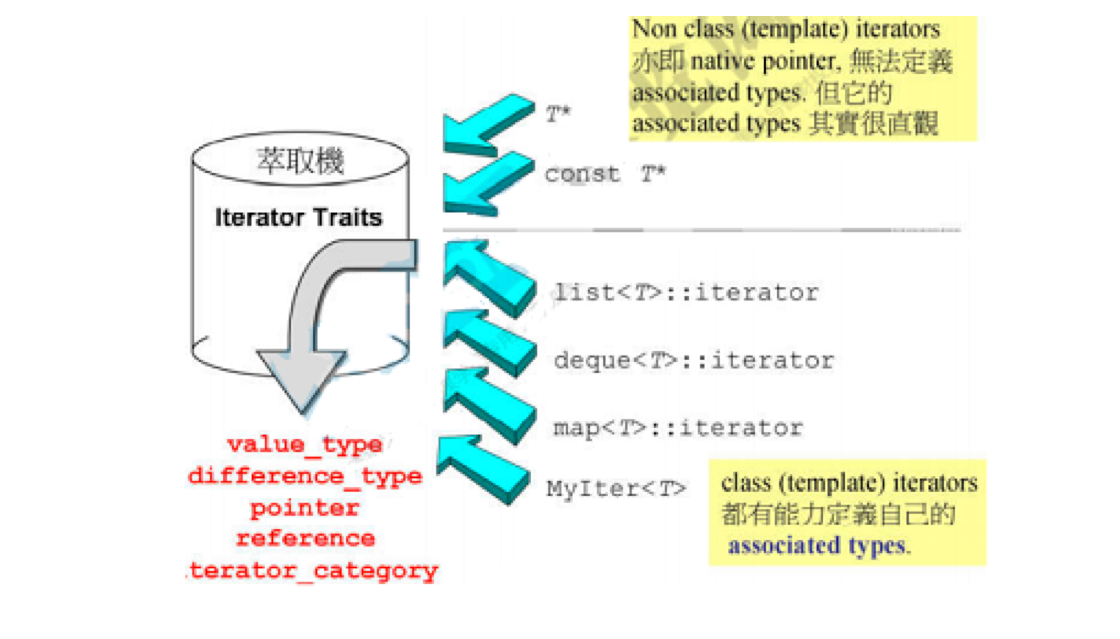 Non class (template) iterators
亦即 native pointer, 無法定義
associated types. 但它的
associated types 其實很直觀
T*
const T*
萃取機
Iterator Traits
list<T>::iterator
deque<T>::iterator
map<T>::iterator
MyIter<T>
value_type
difference_type
pointer
reference
iterator_category
class (template) iterators
都有能力定義自己的
associated types.